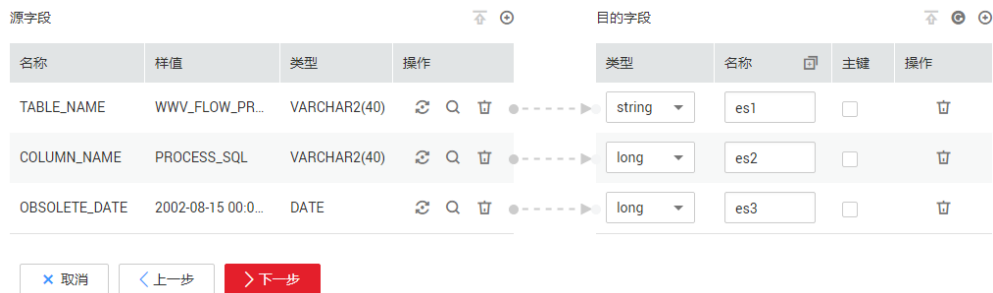 源字段 目的字段
名称 样值 类型 操作 类型 名称 主键 操作
TABLE_NAME WWV_FLOW_PR... VARCHAR2(40) string es1
COLUMN_NAME PROCESS_SQL VARCHAR2(40) long es2
OBSOLETE_DATE 2002-08-15 00:0... DATE long es3
取消 上一步 下一步